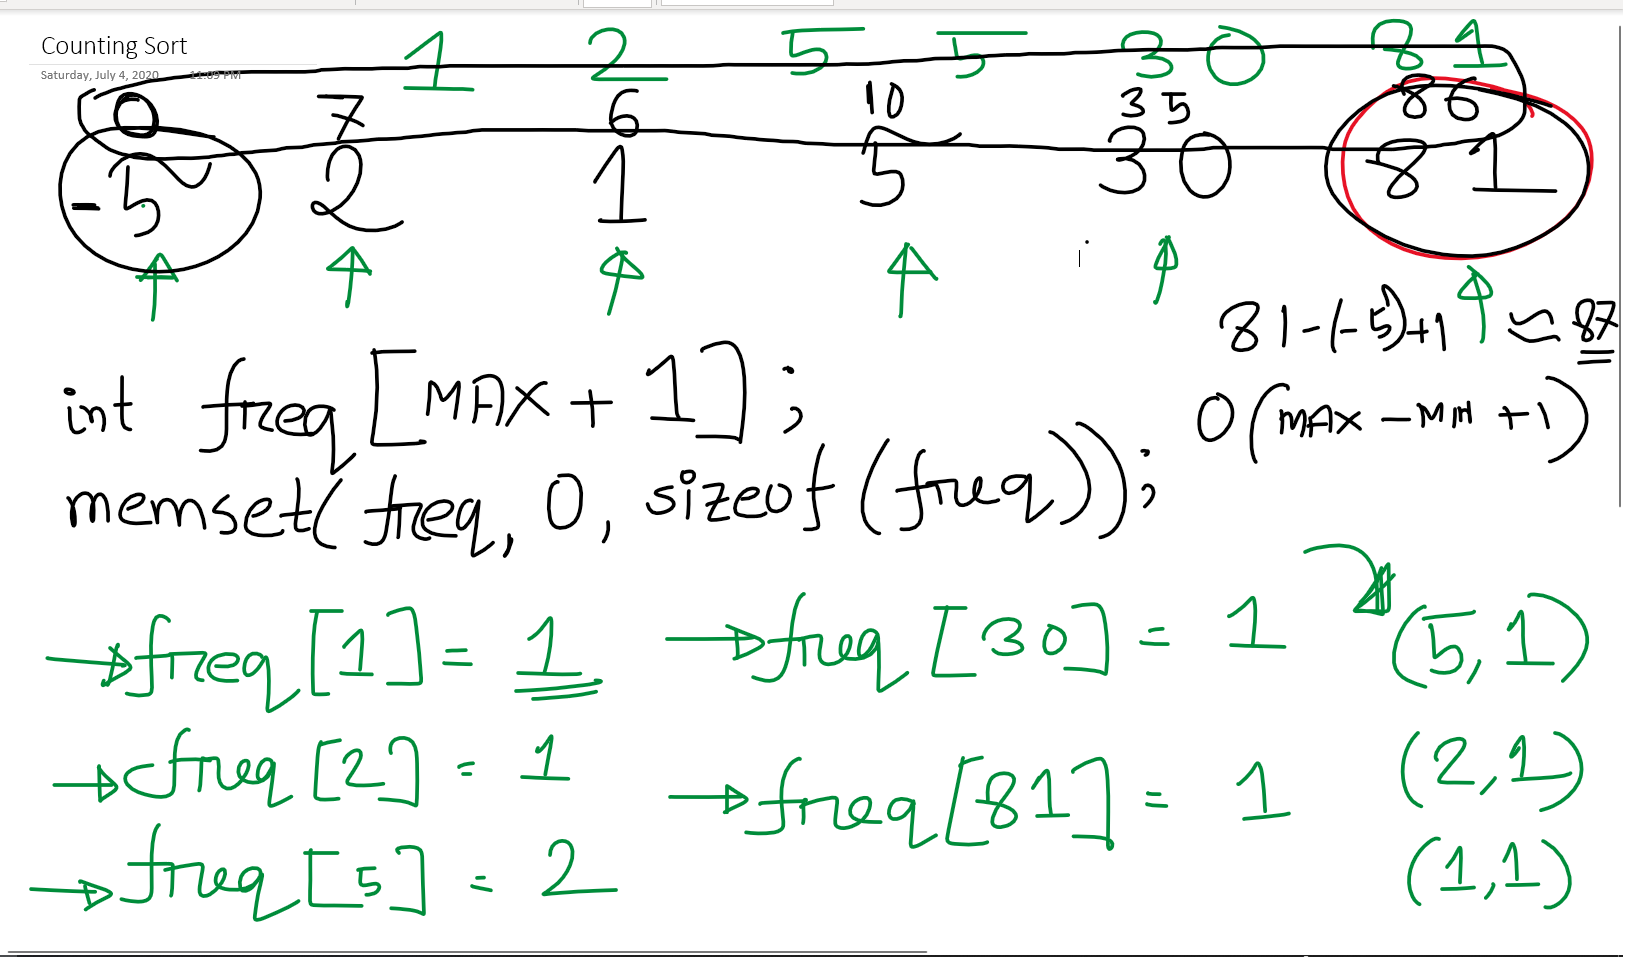 Counting Sort
Saturday, July 4, 2020 11:09 PM
1 2 5 5 30 81
0 7 6 10 35 86
-5 2 1 5 30 81
81-(-5)+1 ≈ 87
int freq[MAX + 1];
O(MAX - MIN + 1)
memset(freq, 0, sizeof(freq));
freq[1] = 1
freq[30] = 1
(5,1)
freq[2] = 1
freq[81] = 1
(2,1)
freq[5] = 2
(1,1)